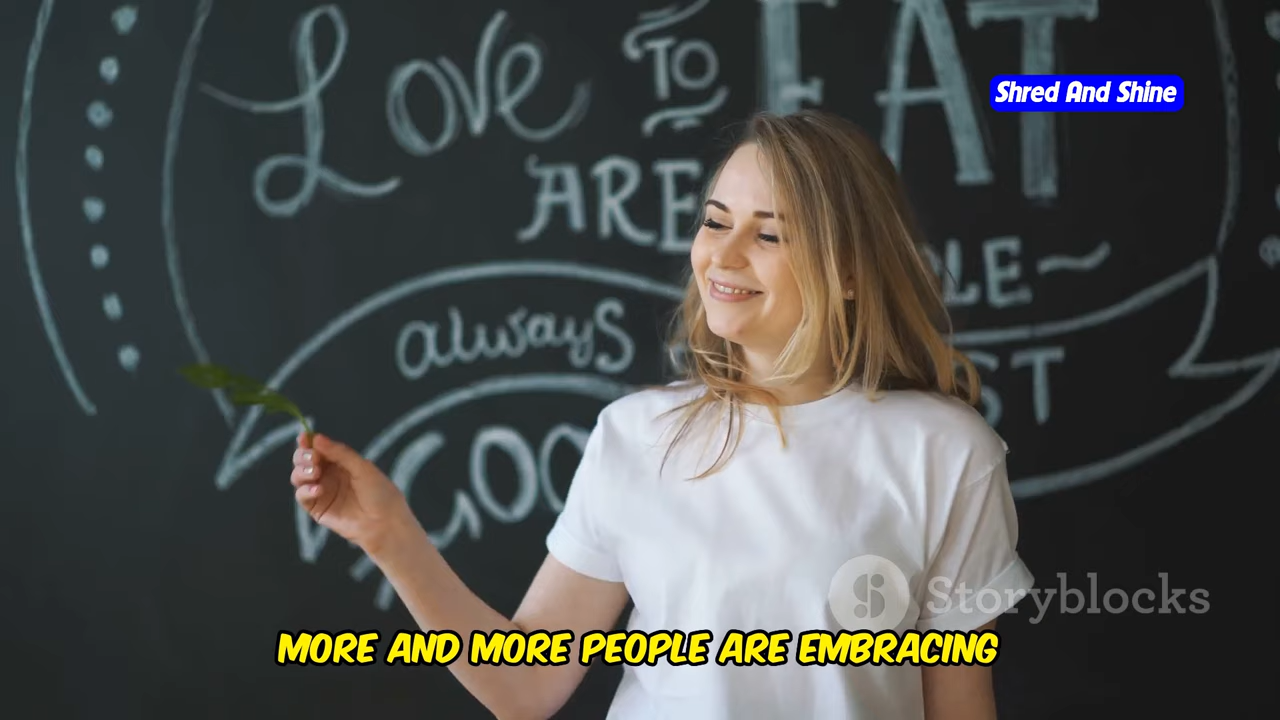 Love TO EAT
Shred And Shine
ARE
always
Storyblocks
MORE AND MORE PEOPLE ARE EMBRACING